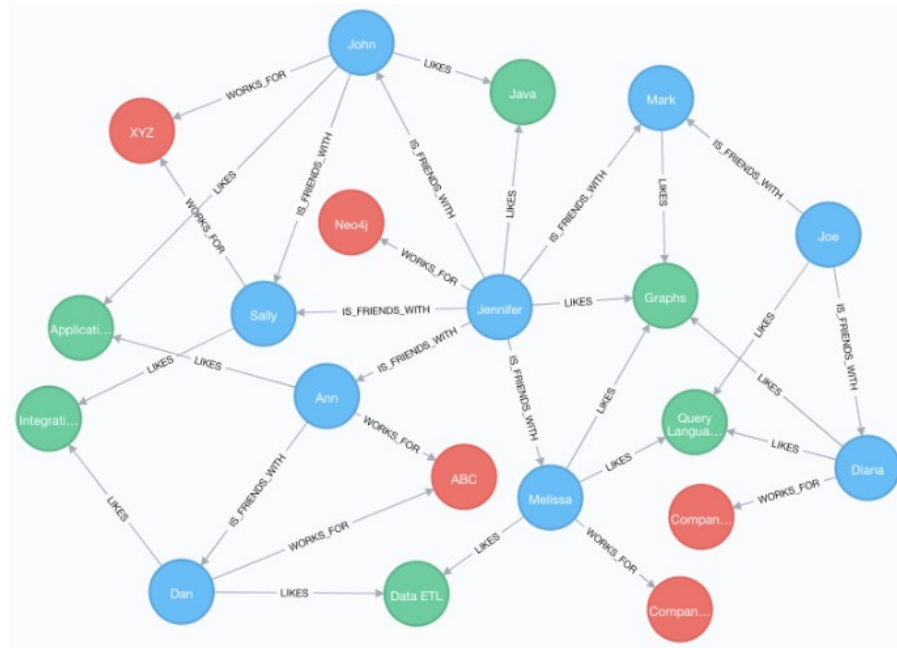 John
LIKES
WORKS_FOR
Java
Mark
XYZ
IS_FRIENDS_WITH
IS_FRIENDS_WITH
IS_FRIENDS_WITH
LIKES
LIKES
IS_FRIENDS_WITH
LIKES
Neo4j
Joe
WORKS_FOR
WORKS_FOR
Sally
IS_FRIENDS_WITH
Jennifer
LIKES
Graphs
Applicati…
IS_FRIENDS_WITH
LIKES
IS_FRIENDS_WITH
LIKES
LIKES
Ann
IS_FRIENDS_WITH
LIKES
LIKES
Integrati…
WORKS_FOR
Query
Langua…
LIKES
LIKES
Diana
ABC
IS_FRIENDS_WITH
Melissa
WORKS_FOR
Compan…
LIKES
WORKS_FOR
LIKES
WORKS_FOR
Dan
LIKES
Data ETL
Compan…